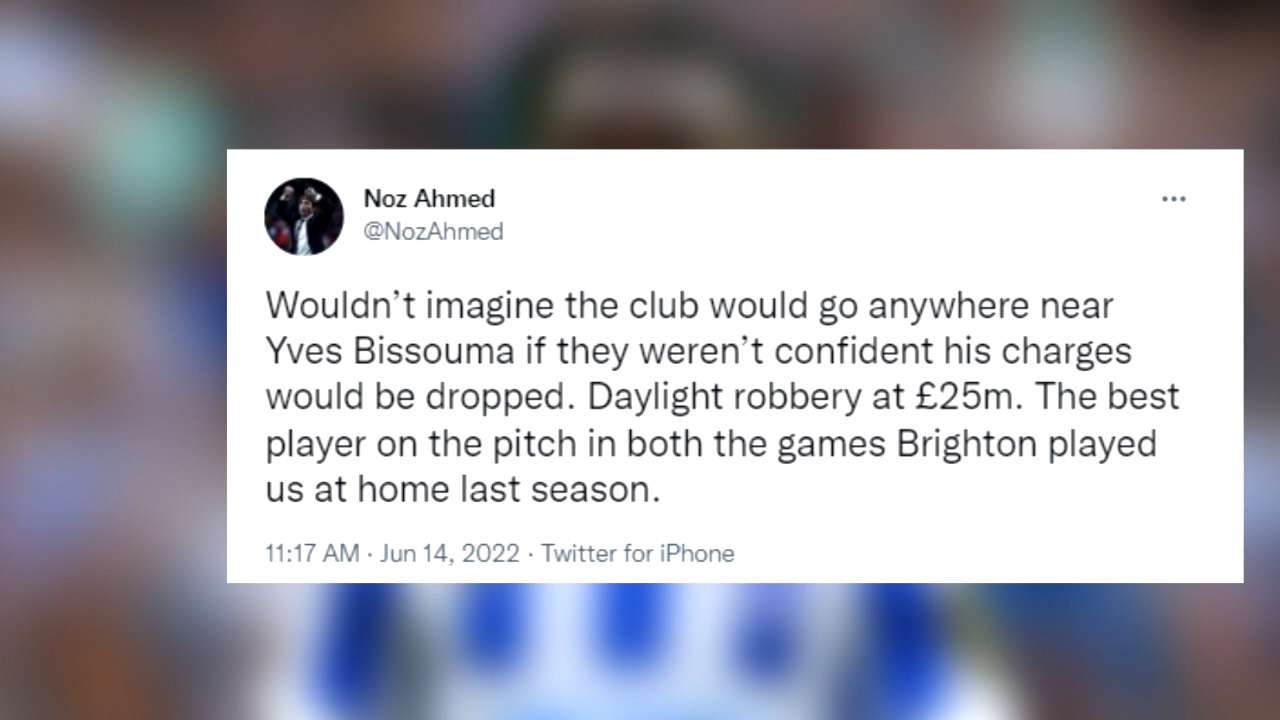 Noz Ahmed
@NozAhmed
Wouldn’t imagine the club would go anywhere near
Yves Bissouma if they weren’t confident his charges
would be dropped. Daylight robbery at £25m. The best
player on the pitch in both the games Brighton played
us at home last season.
11:17 AM · Jun 14, 2022 · Twitter for iPhone